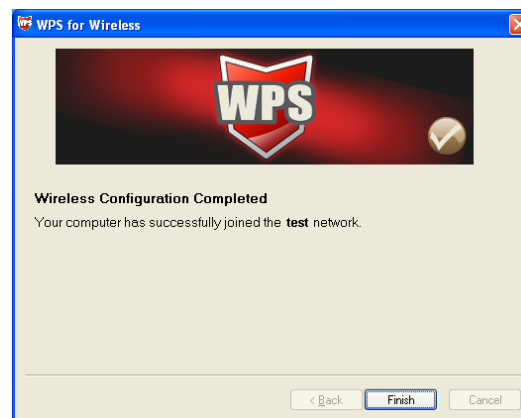 WPS for Wireless
WPS
Wireless Configuration Completed
Your computer has successfully joined the test network.
< Back
Finish
Cancel